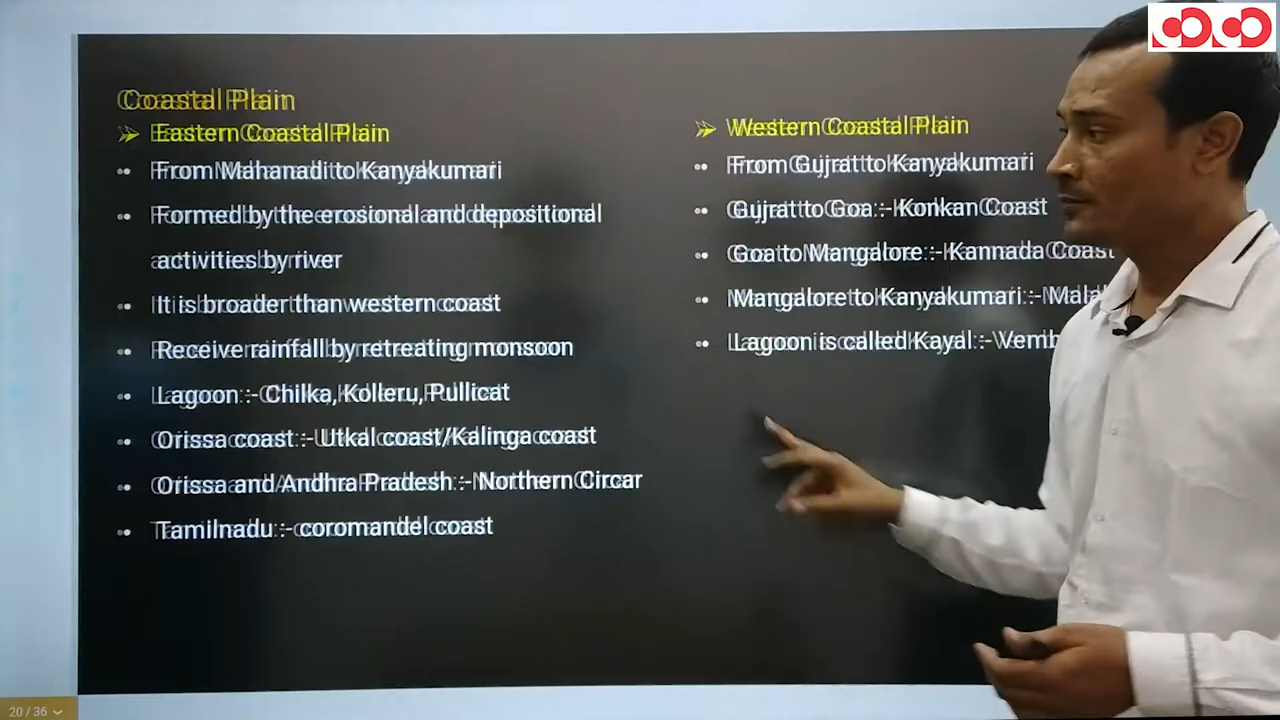 Coastal Plain
Eastern Coastal Plain
From Mahanadi to Kanyakumari
Formed by the erosional and depositional
activities by river
It is broader than western coast
Receive rainfall by retreating monsoon
Lagoon :- Chilka, Kolleru, Pullicat
Orissa coast :- Utkal coast/Kalinga coast
Orissa and Andhra Pradesh :- Northern Circar
Tamilnadu :- coromandel coast
Western Coastal Plain
From Gujrat to Kanyakumari
Gujrat to Goa :- Konkan Coast
Goa to Mangalore :- Kannada Coast
Mangalore to Kanyakumari :-
Lagoon is called Kayal :-
20 / 36